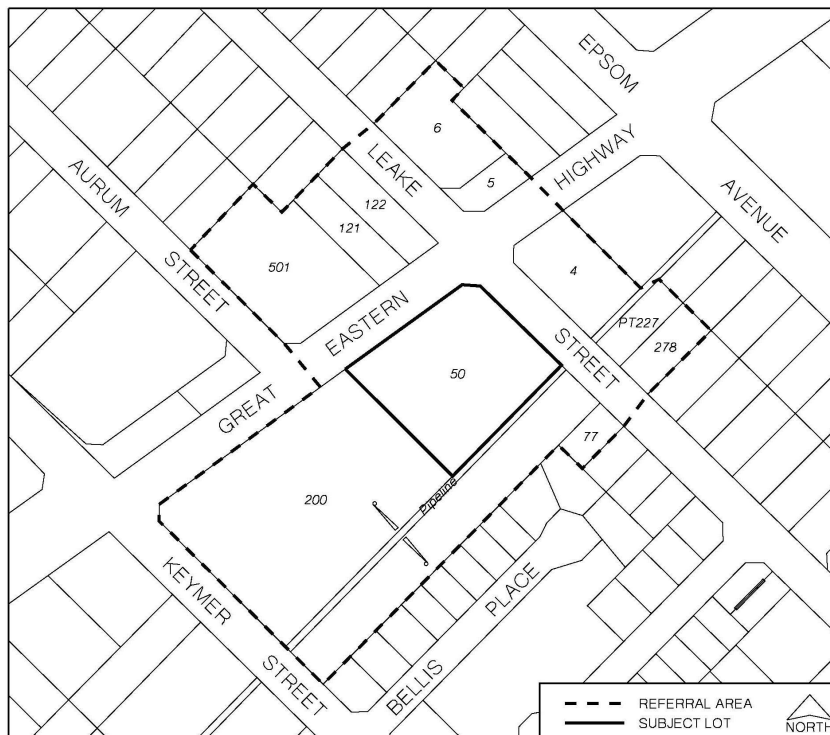 EPSOM
AVENUE
6
LEAKE
STREET
5
GREAT EASTERN HIGHWAY
122
121
501
AURUM
STREET
4
PT227
278
50
77
200
Pipeline
KEYMER
STREET
BELLIS PLACE
REFERRAL AREA
SUBJECT LOT
NORTH